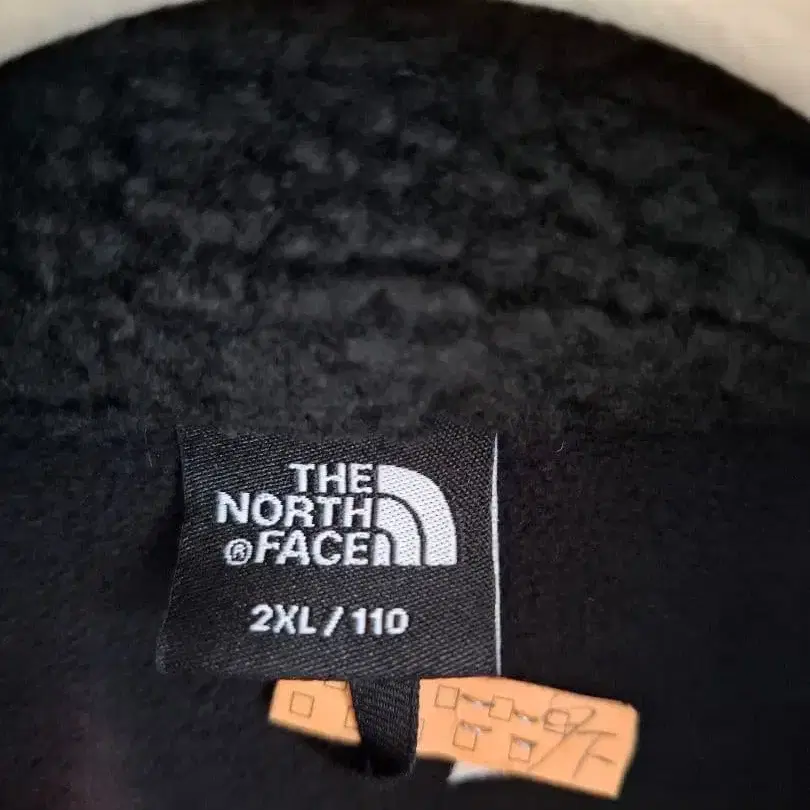 THE
NORTH
® FACE
2XL / 110